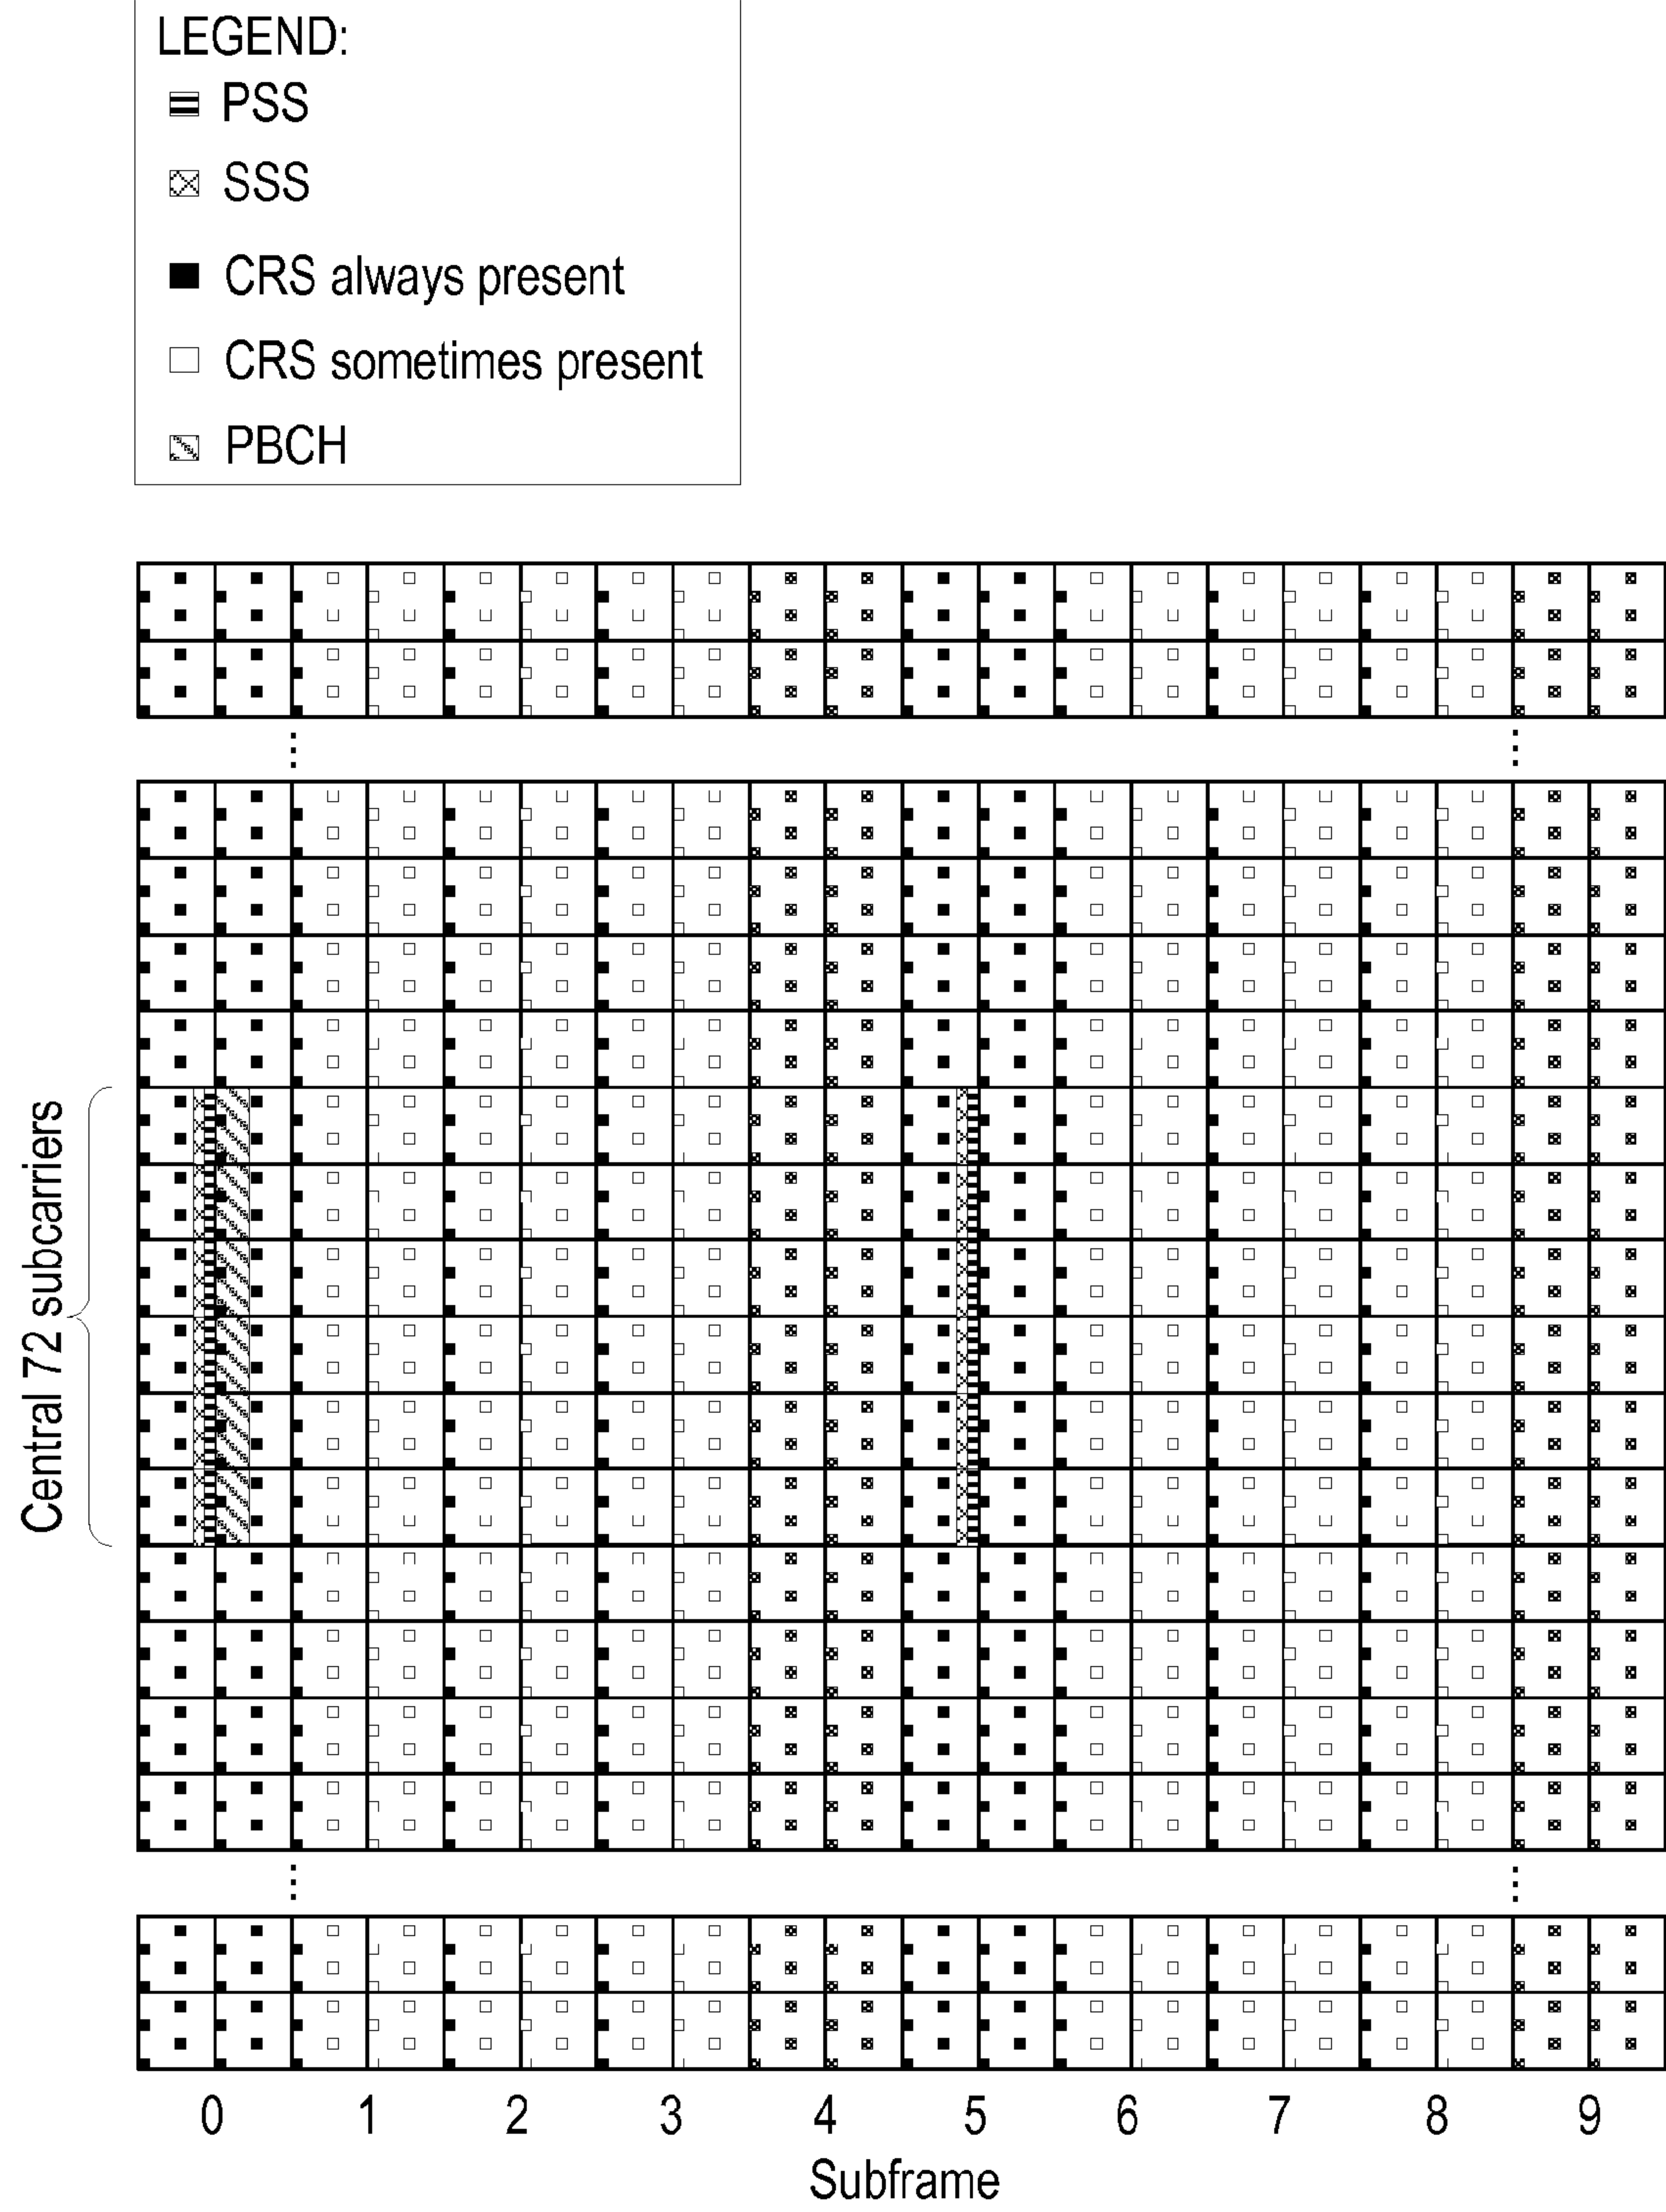 LEGEND:
PSS
SSS
CRS always present
CRS sometimes present
PBCH
Central 72 subcarriers
0 1 2 3 4 5 6 7 8 9
Subframe